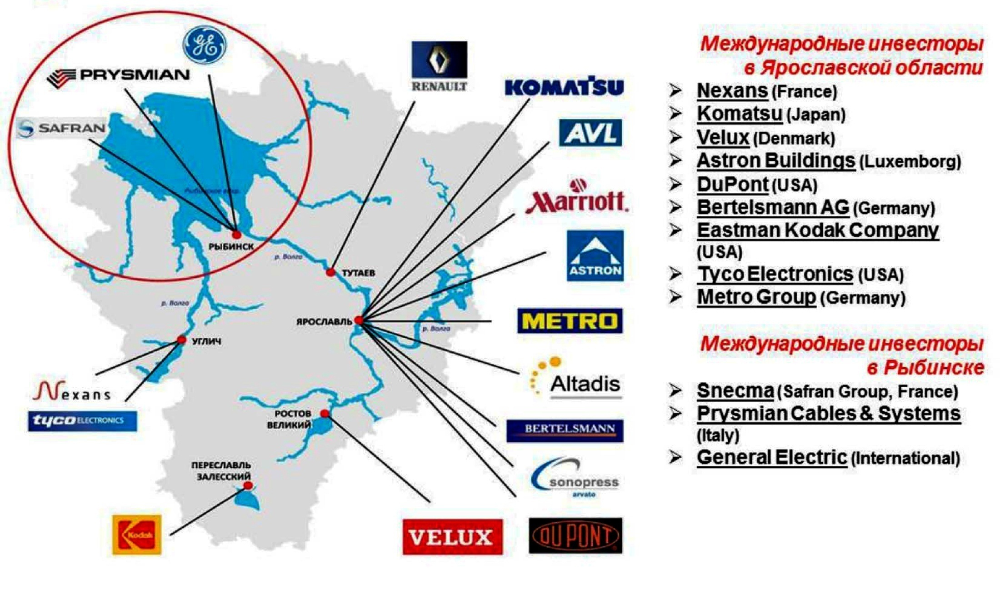 GE
PRYSMIAN
SAFRAN
RENAULT
KOMATSU
AVL
Marriott.
ASTRON
METRO
Altadis
BERTELSMANN
sonopress
arvato
DUPONT
VELUX
Kodak
Nexans
tyco ELECTRONICS
Рыбинское вдхр.
РЫБИНСК
р. Волга
ТУТАЕВ
р. Волга
ЯРОСЛАВЛЬ
р. Волга
УГЛИЧ
РОСТОВ
ВЕЛИКИЙ
ПЕРЕСЛАВЛЬ
ЗАЛЕССКИЙ
Международные инвесторы
в Ярославской области
Nexans (France)
Komatsu (Japan)
Velux (Denmark)
Astron Buildings (Luxemborg)
DuPont (USA)
Bertelsmann AG (Germany)
Eastman Kodak Company
(USA)
Tyco Electronics (USA)
Metro Group (Germany)
Международные инвесторы
в Рыбинске
Snecma (Safran Group, France)
Prysmian Cables & Systems
(Italy)
General Electric (International)